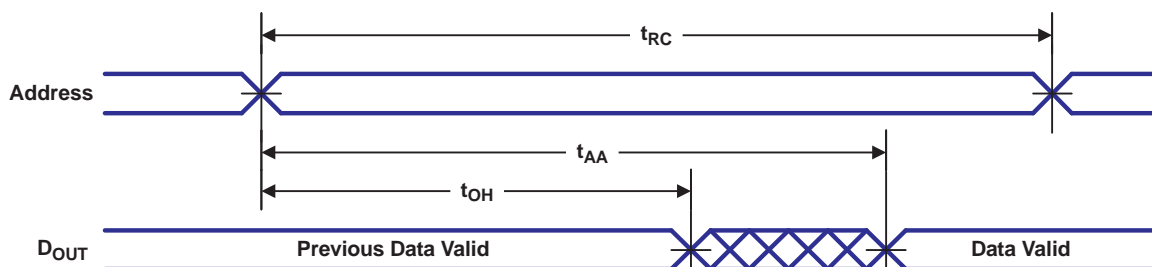 tRC
Address
tAA
tOH
DOUT
Previous Data Valid
Data Valid